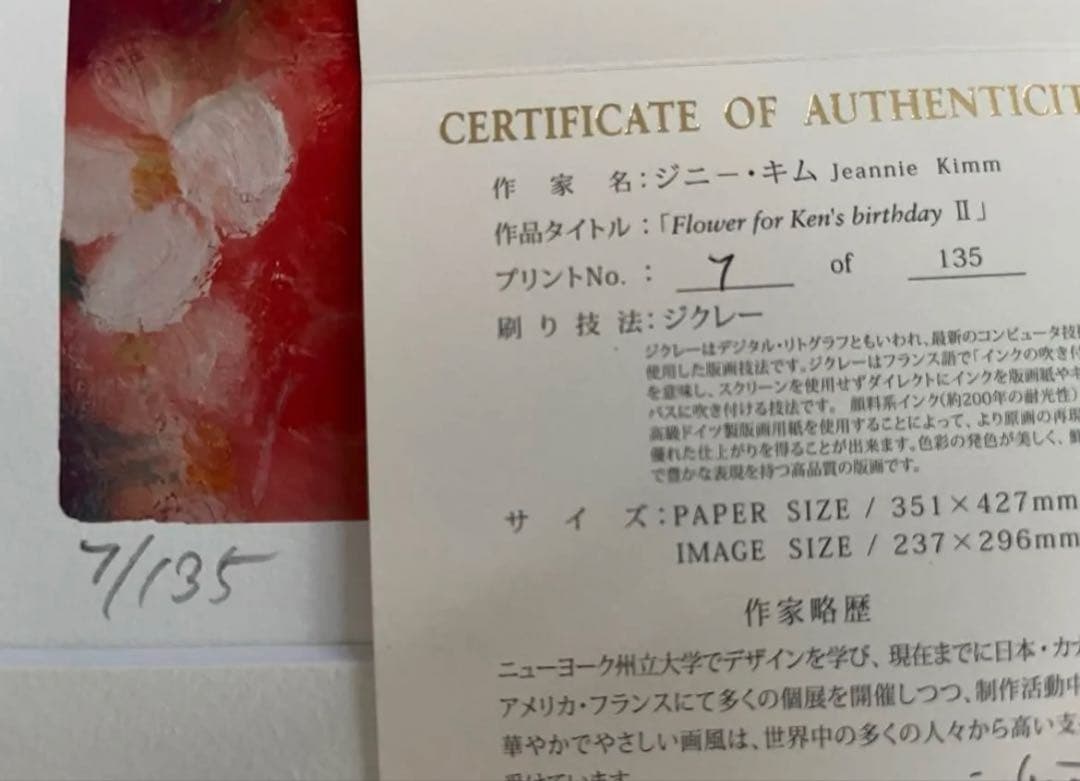 CERTIFICATE OF AUTHENTICIT
作家名：ジニー・キム Jeannie Kimm
作品タイトル：「Flower for Ken's birthday Ⅱ」
プリントNo.： 7 of 135
刷り技法：ジクレー
ジクレーはデジタル・リトグラフともいわれ、最新のコンピュータ技
使用した版画技法です。ジクレーはフランス語で「インクの吹き付
を意味し、スクリーンを使用せずダイレクトにインクを版画紙やキ
バスに吹き付ける技法です。 顔料系インク(約200年の耐光性)
高級ドイツ製版画用紙を使用することによって、より原画の再現
優れた仕上がりを得ることが出来ます。色彩の発色が美しく、鮮
で豊かな表現を持つ高品質の版画です。
サイズ：PAPER SIZE / 351×427mm
IMAGE SIZE / 237×296mm
7/135
作家略歴
ニューヨーク州立大学でデザインを学び、現在までに日本・カナ
アメリカ・フランスにて多くの個展を開催しつつ、制作活動中
華やかでやさしい画風は、世界中の多くの人々から高い支
受けています。